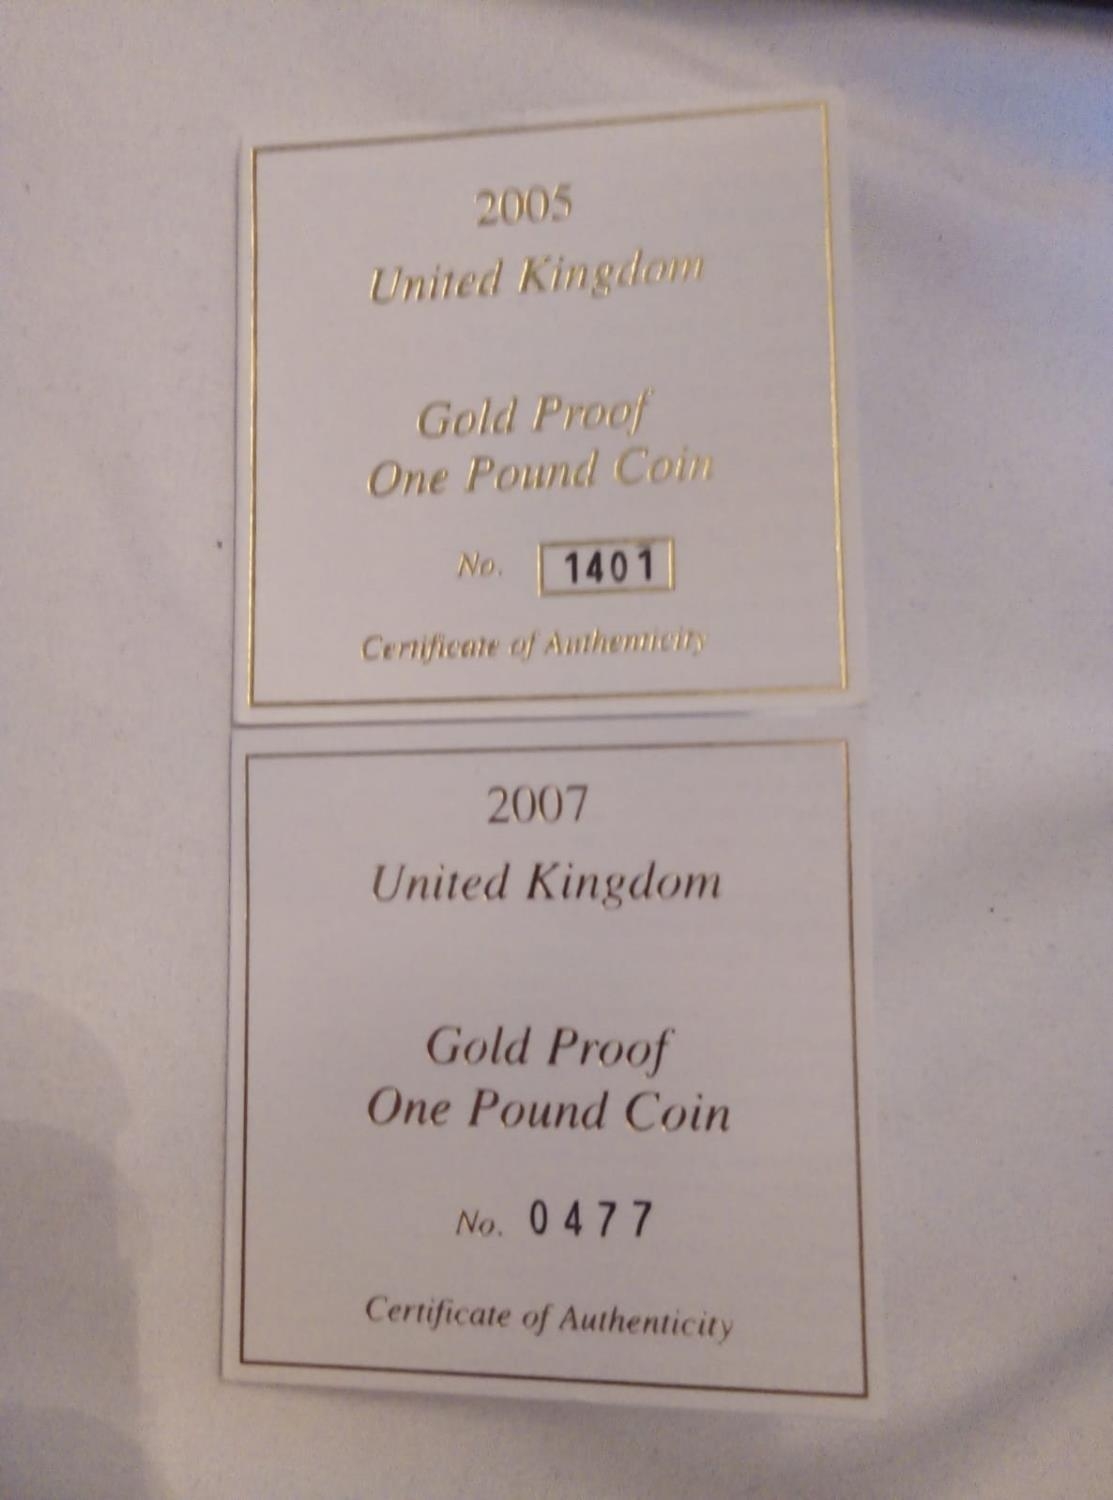 2005
United Kingdom
Gold Proof
One Pound Coin
No. 1401
Certificate of Authenticity
2007
United Kingdom
Gold Proof
One Pound Coin
No. 0477
Certificate of Authenticity